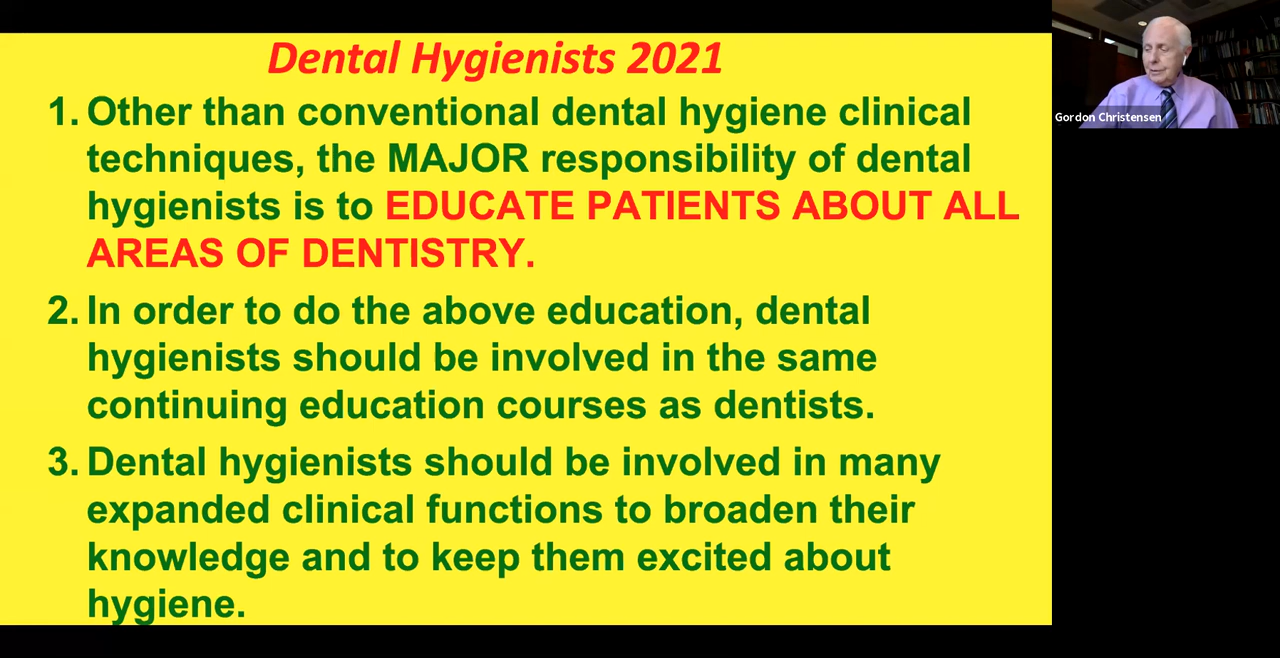 Dental Hygienists 2021
1. Other than conventional dental hygiene clinical
techniques, the MAJOR responsibility of dental
hygienists is to EDUCATE PATIENTS ABOUT ALL
AREAS OF DENTISTRY.
2. In order to do the above education, dental
hygienists should be involved in the same
continuing education courses as dentists.
3. Dental hygienists should be involved in many
expanded clinical functions to broaden their
knowledge and to keep them excited about
hygiene.
Gordon Christensen